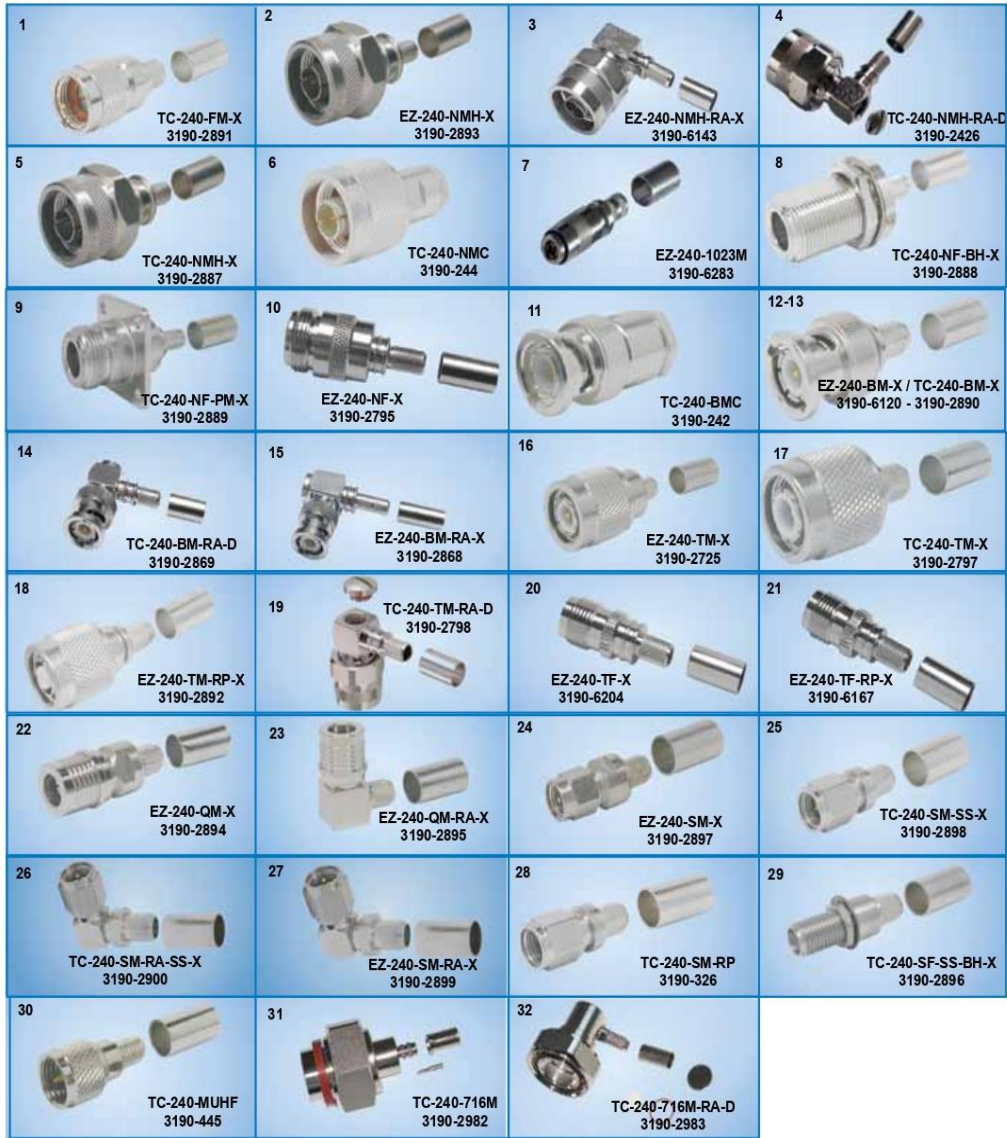 1
TC-240-FM-X
3190-2891
2
EZ-240-NMH-X
3190-2893
3
EZ-240-NMH-RA-X
3190-6143
4
TC-240-NMH-RA-D
3190-2426
5
TC-240-NMH-X
3190-2887
6
TC-240-NMC
3190-244
7
EZ-240-1023M
3190-6283
8
TC-240-NF-BH-X
3190-2888
9
TC-240-NF-PM-X
3190-2889
10
EZ-240-NF-X
3190-2795
11
TC-240-BMC
3190-242
12-13
EZ-240-BM-X / TC-240-BM-X
3190-6120 - 3190-2890
14
TC-240-BM-RA-D
3190-2869
15
EZ-240-BM-RA-X
3190-2868
16
EZ-240-TM-X
3190-2725
17
TC-240-TM-X
3190-2797
18
EZ-240-TM-RP-X
3190-2892
19
TC-240-TM-RA-D
3190-2798
20
EZ-240-TF-X
3190-6204
21
EZ-240-TF-RP-X
3190-6167
22
EZ-240-QM-X
3190-2894
23
EZ-240-QM-RA-X
3190-2895
24
EZ-240-SM-X
3190-2897
25
TC-240-SM-SS-X
3190-2898
26
TC-240-SM-RA-SS-X
3190-2900
27
EZ-240-SM-RA-X
3190-2899
28
TC-240-SM-RP
3190-326
29
TC-240-SF-SS-BH-X
3190-2896
30
TC-240-MUHF
3190-445
31
TC-240-716M
3190-2982
32
TC-240-716M-RA-D
3190-2983